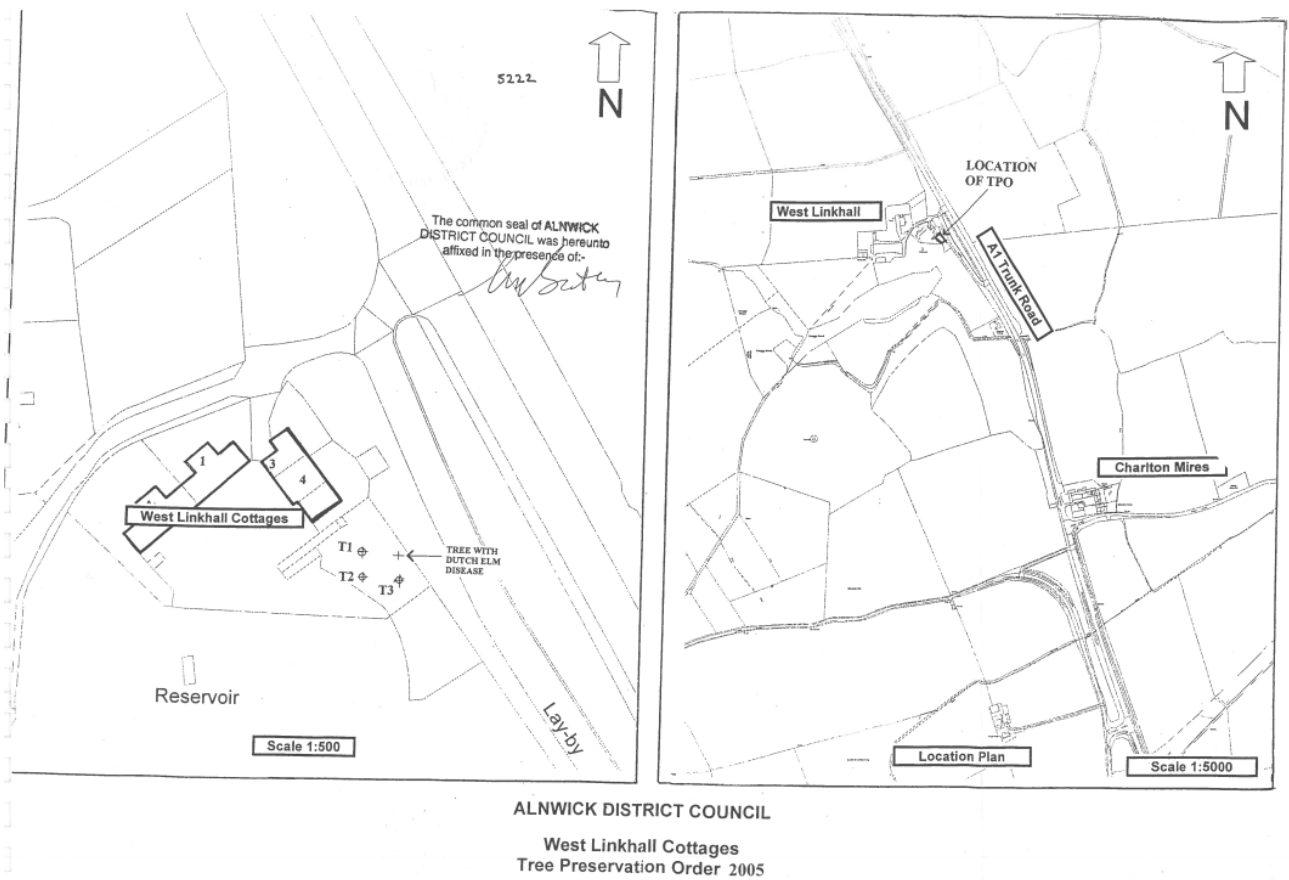 5222
N
The common seal of ALNWICK
DISTRICT COUNCIL was hereunto
affixed in the presence of:-
1
3
4
West Linkhall Cottages
T1
T2
T3
TREE WITH
DUTCH ELM
DISEASE
Reservoir
Lay-by
Scale 1:500
N
LOCATION
OF TPO
West Linkhall
A1 Trunk Road
Charlton Mires
Location Plan
Scale 1:5000
ALNWICK DISTRICT COUNCIL
West Linkhall Cottages
Tree Preservation Order 2005